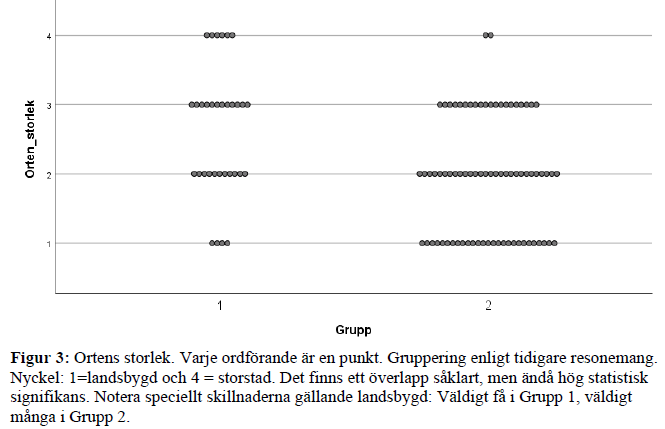 4
3
2
1
Orten_storlek
1 2
Grupp
Figur 3: Ortens storlek. Varje ordförande är en punkt. Gruppering enligt tidigare resonemang.
Nyckel: 1=landsbygd och 4 = storstad. Det finns ett överlapp såklart, men ändå hög statistisk
signifikans. Notera speciellt skillnaderna gällande landsbygd: Väldigt få i Grupp 1, väldigt
många i Grupp 2.